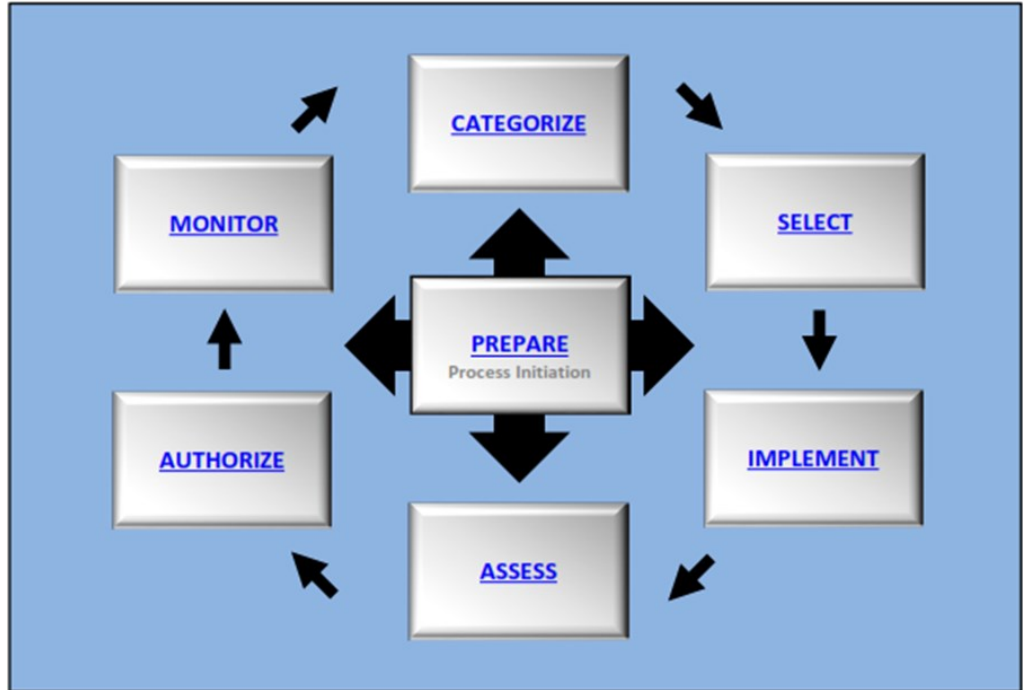 CATEGORIZE
SELECT
MONITOR
PREPARE
Process Initiation
IMPLEMENT
AUTHORIZE
ASSESS